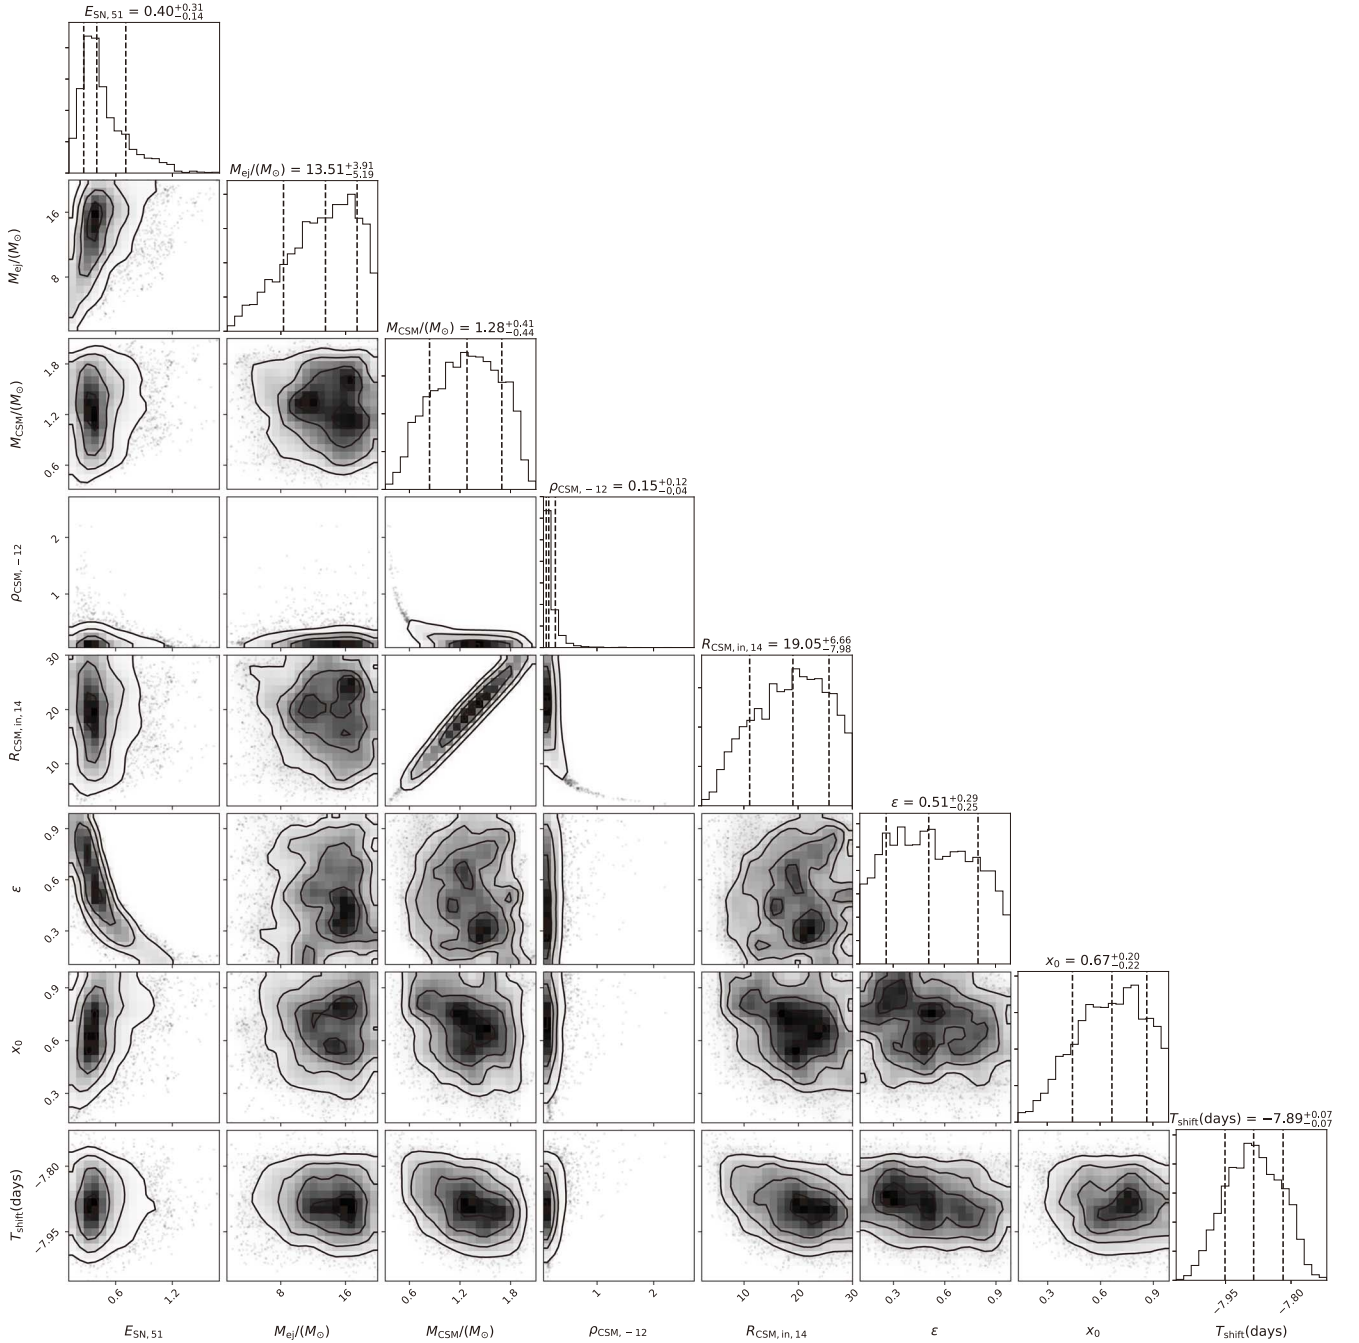 E_SN, 51 = 0.40 +0.31 −0.14
M_ej/(M_⊙) = 13.51 +3.91 −5.19
M_ej/(M_⊙)
16
8
M_CSM/(M_⊙) = 1.28 +0.41 −0.44
M_CSM/(M_⊙)
1.8
1.2
0.6
ρ_CSM, −12 = 0.15 +0.12 −0.04
ρ_CSM, −12
2
1
R_CSM, in, 14 = 19.05 +6.66 −7.98
R_CSM, in, 14
30
20
10
ε = 0.51 +0.29 −0.25
ε
0.9
0.6
0.3
x_0 = 0.67 +0.20 −0.22
x_0
0.9
0.6
0.3
T_shift(days) = −7.89 +0.07 −0.07
T_shift(days)
−7.80
−7.95
0.6 1.2 8 16 0.6 1.2 1.8 1 2 10 20 30 0.3 0.6 0.9 0.3 0.6 0.9 −7.95 −7.80
E_SN, 51 M_ej/(M_⊙) M_CSM/(M_⊙) ρ_CSM, −12 R_CSM, in, 14 ε x_0 T_shift(days)